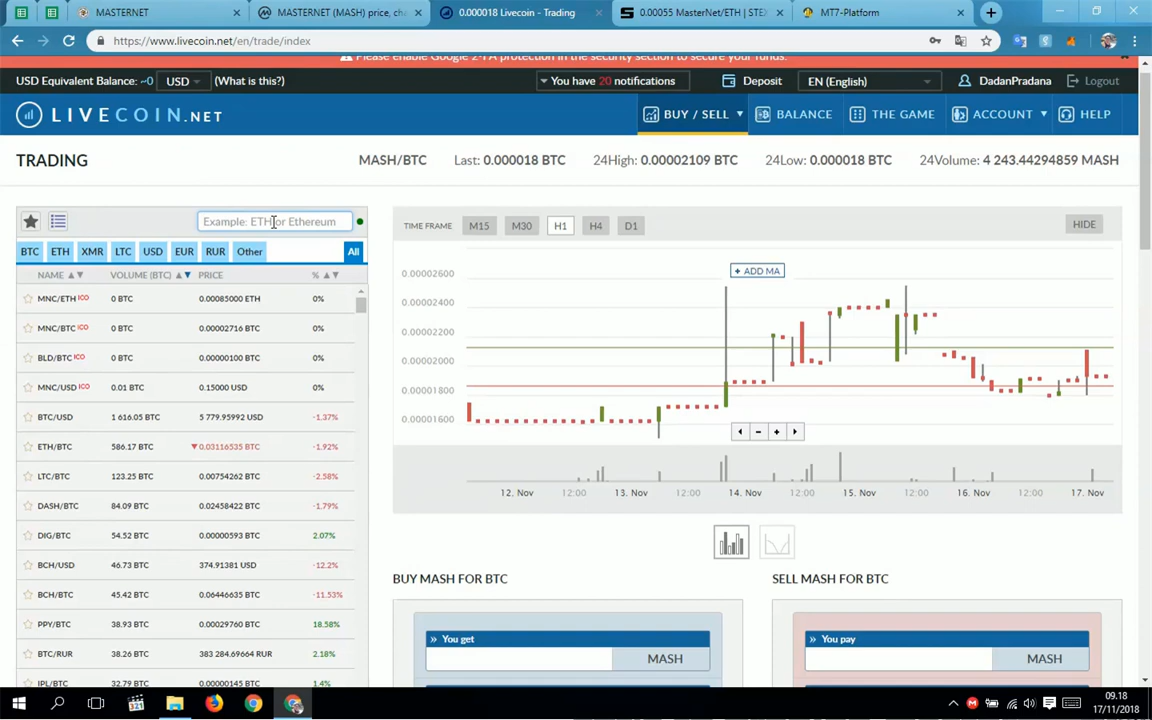 MASTERNET
MASTERNET (MASH) price, cha
0.000018 Livecoin - Trading
0.00055 MasterNet/ETH | STEX
MT7-Platform
https://www.livecoin.net/en/trade/index
Please enable Google 2-FA protection in the security section to secure your funds.
USD Equivalent Balance: ~0 USD (What is this?)
You have 20 notifications
Deposit
EN (English)
DadanPradana
Logout
LIVECOIN.NET
BUY / SELL
BALANCE
THE GAME
ACCOUNT
HELP
TRADING
MASH/BTC
Last: 0.000018 BTC
24High: 0.00002109 BTC
24Low: 0.000018 BTC
24Volume: 4 243.44294859 MASH
Example: ETH or Ethereum
BTC ETH XMR LTC USD EUR RUR Other All
NAME VOLUME (BTC) PRICE %
MNC/ETH ICO 0 BTC 0.00085000 ETH 0%
MNC/BTC ICO 0 BTC 0.00002716 BTC 0%
BLD/BTC ICO 0 BTC 0.00000100 BTC 0%
MNC/USD ICO 0.01 BTC 0.15000 USD 0%
BTC/USD 1 616.05 BTC 5 779.95992 USD -1.37%
ETH/BTC 586.17 BTC 0.03116535 BTC -1.92%
LTC/BTC 123.25 BTC 0.00754262 BTC -2.58%
DASH/BTC 84.09 BTC 0.02458422 BTC -1.79%
DIG/BTC 54.52 BTC 0.00000593 BTC 2.07%
BCH/USD 46.73 BTC 374.91381 USD -12.2%
BCH/BTC 45.42 BTC 0.06446635 BTC -11.53%
PPY/BTC 38.93 BTC 0.00029760 BTC 18.58%
BTC/RUR 38.26 BTC 383 284.69664 RUR 2.18%
IPL/BTC 32.79 BTC 0.00000145 BTC 1.4%
TIME FRAME M15 M30 H1 H4 D1
HIDE
+ ADD MA
0.00002600
0.00002400
0.00002200
0.00002000
0.00001800
0.00001600
12. Nov 12:00 13. Nov 12:00 14. Nov 12:00 15. Nov 12:00 16. Nov 12:00 17. Nov
BUY MASH FOR BTC
SELL MASH FOR BTC
» You get
MASH
» You pay
MASH
09.18
17/11/2018